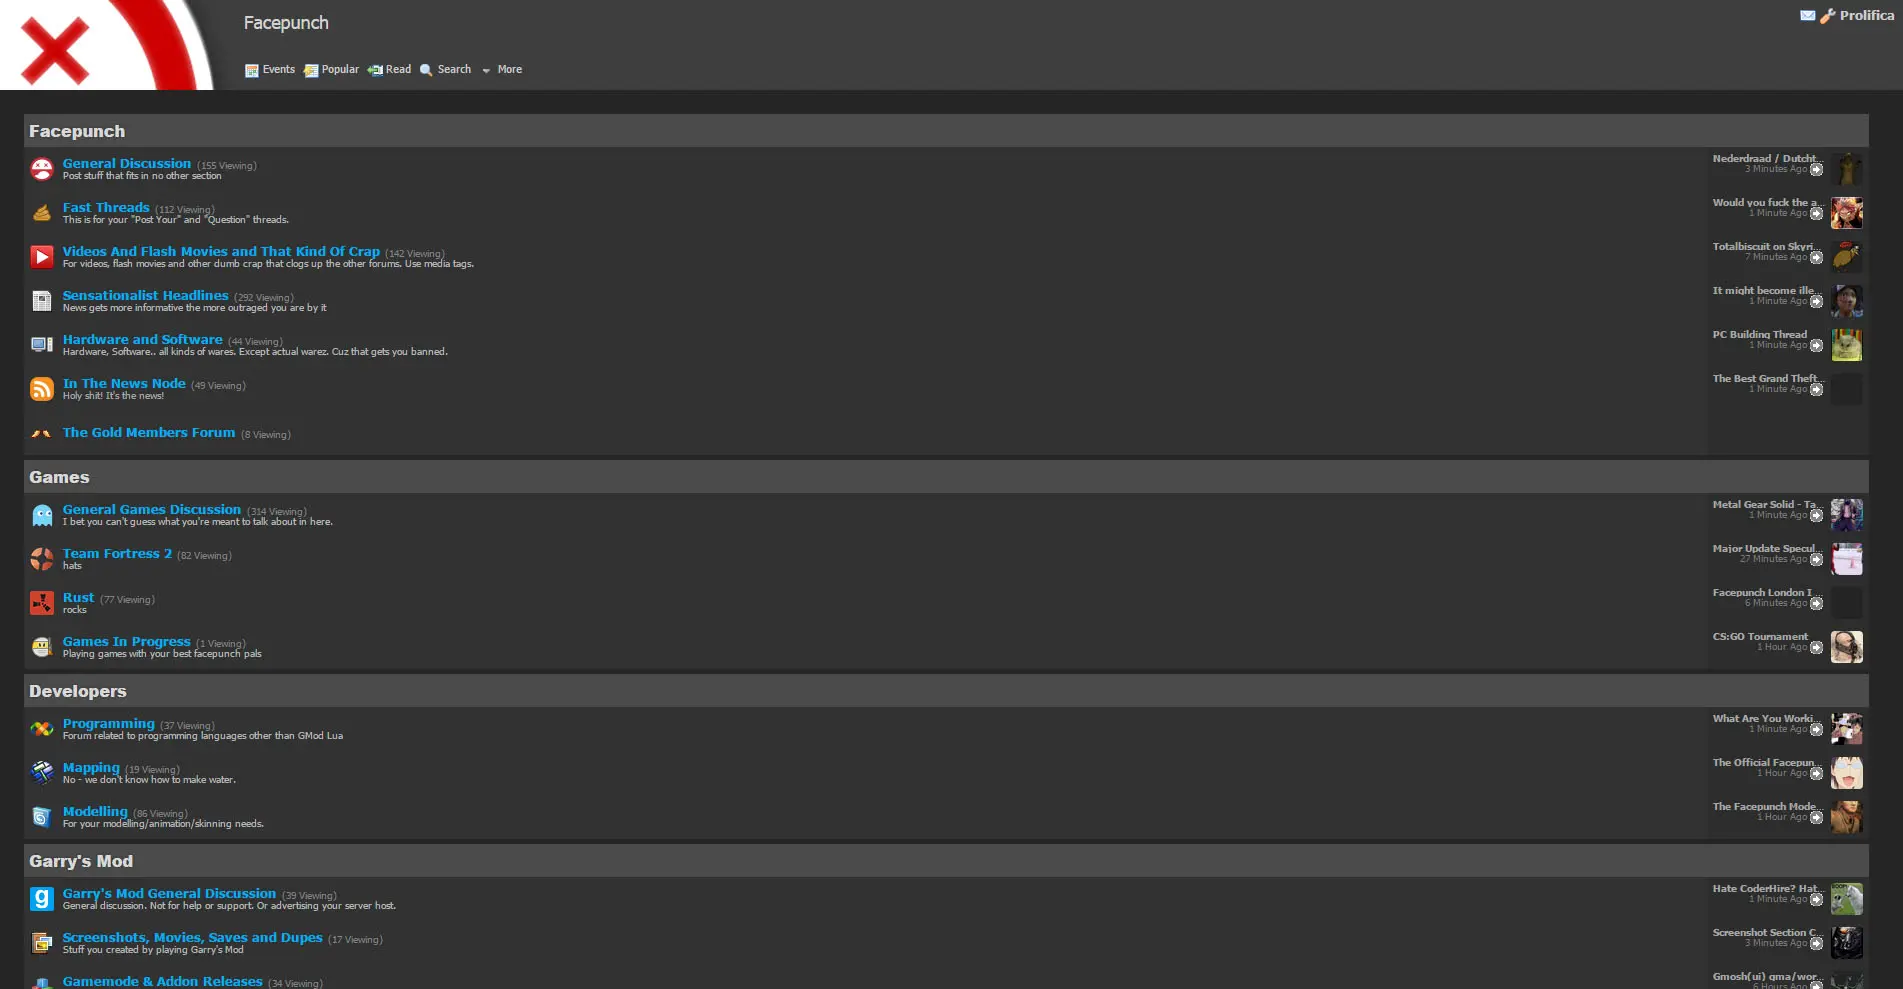 Facepunch
Prolifica
Events Popular Read Search More
Facepunch
General Discussion (155 Viewing)
Post stuff that fits in no other section
Nederdraad / Dutcht...
3 Minutes Ago
Fast Threads (112 Viewing)
This is for your "Post Your" and "Question" threads.
Would you fuck the a...
1 Minute Ago
Videos And Flash Movies and That Kind Of Crap (142 Viewing)
For videos, flash movies and other dumb crap that clogs up the other forums. Use media tags.
Totalbiscuit on Skyri...
7 Minutes Ago
Sensationalist Headlines (292 Viewing)
News gets more informative the more outraged you are by it
It might become ille...
1 Minute Ago
Hardware and Software (44 Viewing)
Hardware, Software.. all kinds of wares. Except actual warez. Cuz that gets you banned.
PC Building Thread
1 Minute Ago
In The News Node (49 Viewing)
Holy shit! It's the news!
The Best Grand Theft...
1 Minute Ago
The Gold Members Forum (8 Viewing)
Games
General Games Discussion (314 Viewing)
I bet you can't guess what you're meant to talk about in here.
Metal Gear Solid - Ta...
1 Minute Ago
Team Fortress 2 (82 Viewing)
hats
Major Update Specul...
27 Minutes Ago
Rust (77 Viewing)
rocks
Facepunch London I...
6 Minutes Ago
Games In Progress (1 Viewing)
Playing games with your best facepunch pals
CS:GO Tournament
1 Hour Ago
Developers
Programming (37 Viewing)
Forum related to programming languages other than GMod Lua
What Are You Worki...
1 Minute Ago
Mapping (19 Viewing)
No - we don't know how to make water.
The Official Facepun...
1 Hour Ago
Modelling (86 Viewing)
For your modelling/animation/skinning needs.
The Facepunch Mode...
1 Hour Ago
Garry's Mod
g
Garry's Mod General Discussion (39 Viewing)
General discussion. Not for help or support. Or advertising your server host.
Hate CoderHire? Hat...
1 Minute Ago
Screenshots, Movies, Saves and Dupes (17 Viewing)
Stuff you created by playing Garry's Mod
Screenshot Section C...
3 Minutes Ago
Gamemode & Addon Releases (34 Viewing)
Gmosh(ui) gma/wor...
6 Hours Ago